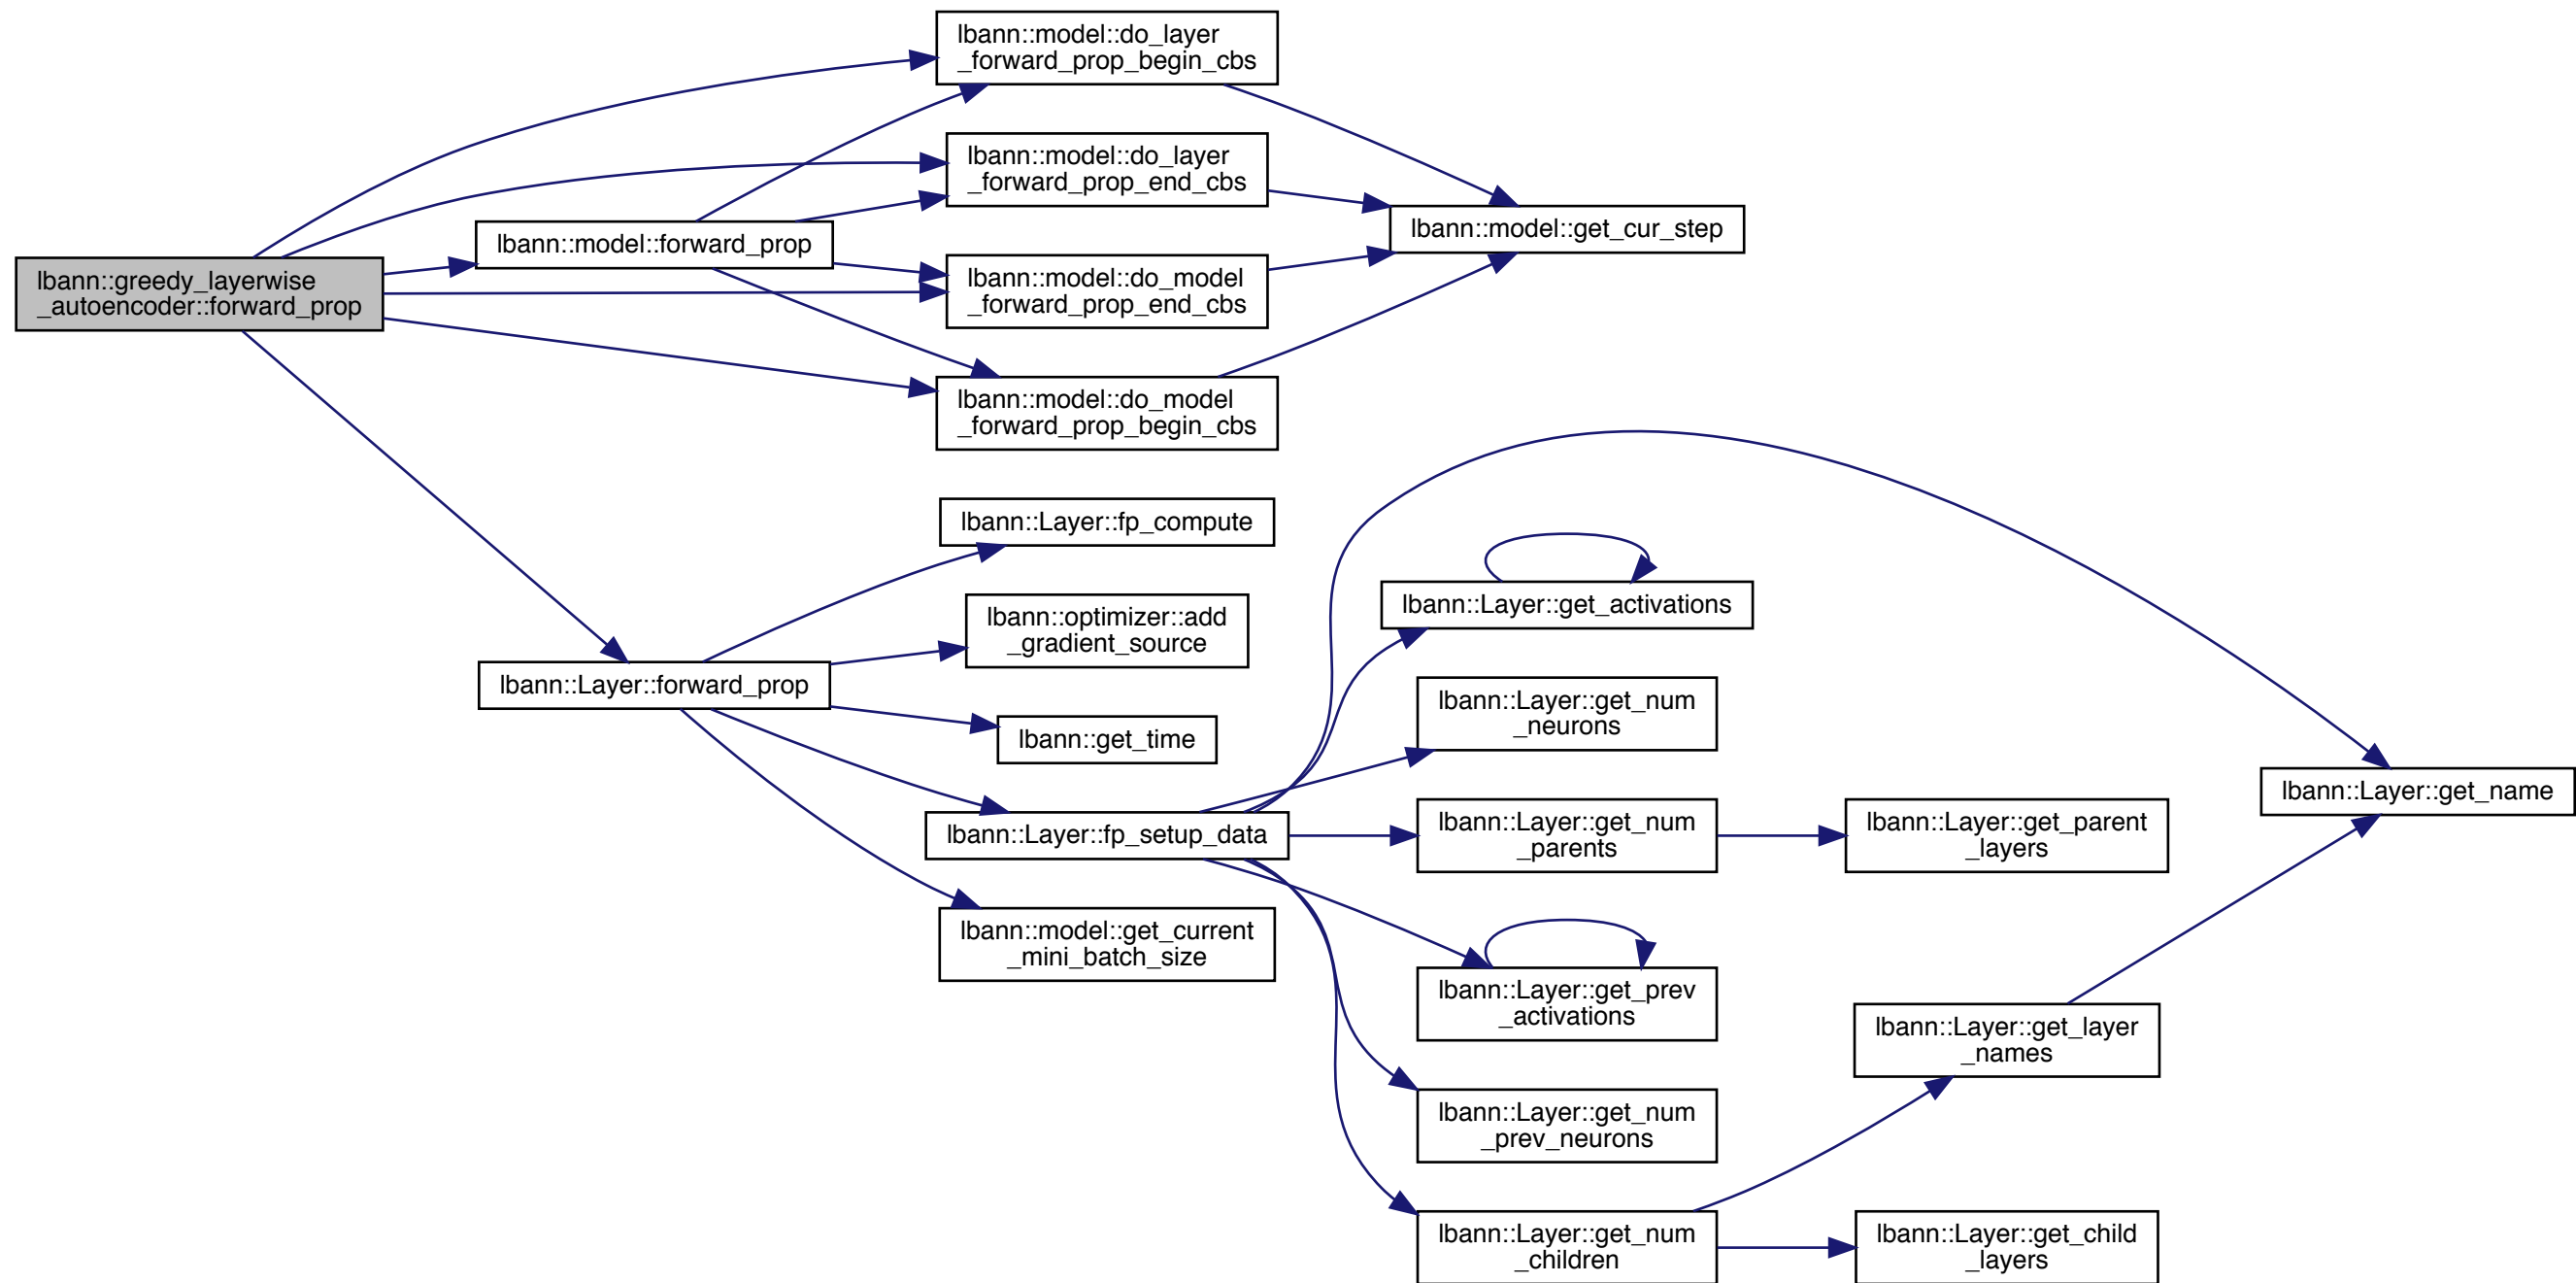 lbann::greedy_layerwise
_autoencoder::forward_prop
lbann::model::forward_prop
lbann::model::do_layer
_forward_prop_begin_cbs
lbann::model::do_layer
_forward_prop_end_cbs
lbann::model::do_model
_forward_prop_end_cbs
lbann::model::do_model
_forward_prop_begin_cbs
lbann::model::get_cur_step
lbann::Layer::forward_prop
lbann::Layer::fp_compute
lbann::optimizer::add
_gradient_source
lbann::get_time
lbann::Layer::fp_setup_data
lbann::model::get_current
_mini_batch_size
lbann::Layer::get_activations
lbann::Layer::get_num
_neurons
lbann::Layer::get_num
_parents
lbann::Layer::get_prev
_activations
lbann::Layer::get_num
_prev_neurons
lbann::Layer::get_num
_children
lbann::Layer::get_parent
_layers
lbann::Layer::get_layer
_names
lbann::Layer::get_child
_layers
lbann::Layer::get_name